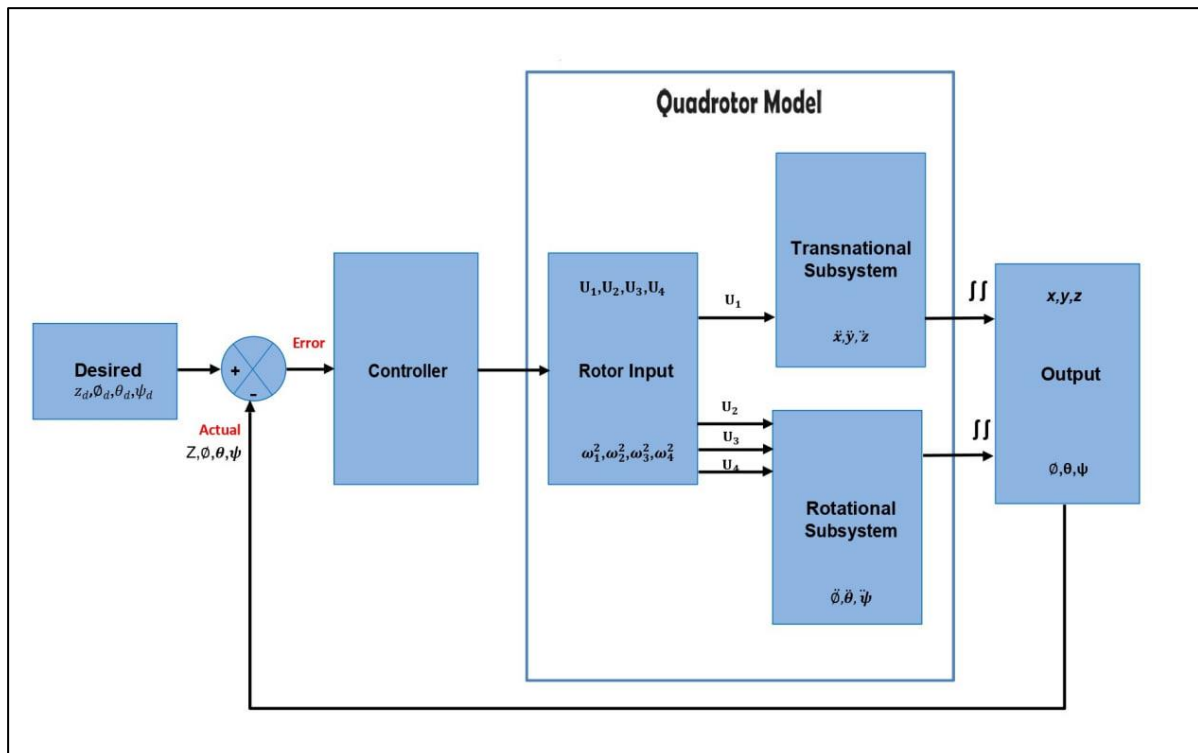 Quadrotor Model
Transnational
Subsystem
ẍ,ÿ,z̈
U₁,U₂,U₃,U₄
Rotor Input
ω₁²,ω₂²,ω₃²,ω₄²
U₁
U₂
U₃
U₄
Rotational
Subsystem
∅̈,θ̈,ψ̈
∫∫
∫∫
x,y,z
Output
∅,θ,ψ
Controller
Error
Desired
z_d,∅_d,θ_d,ψ_d
+
-
Actual
Z,∅,θ,ψ